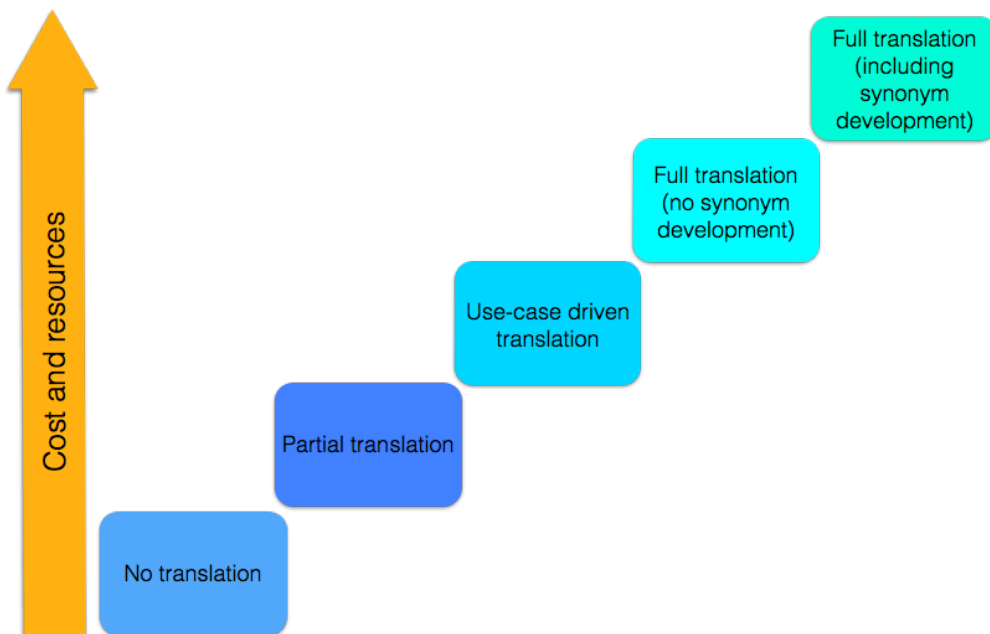 Full translation
(including
synonym
development)
Full translation
(no synonym
development)
Use-case driven
translation
Partial translation
No translation
Cost and resources